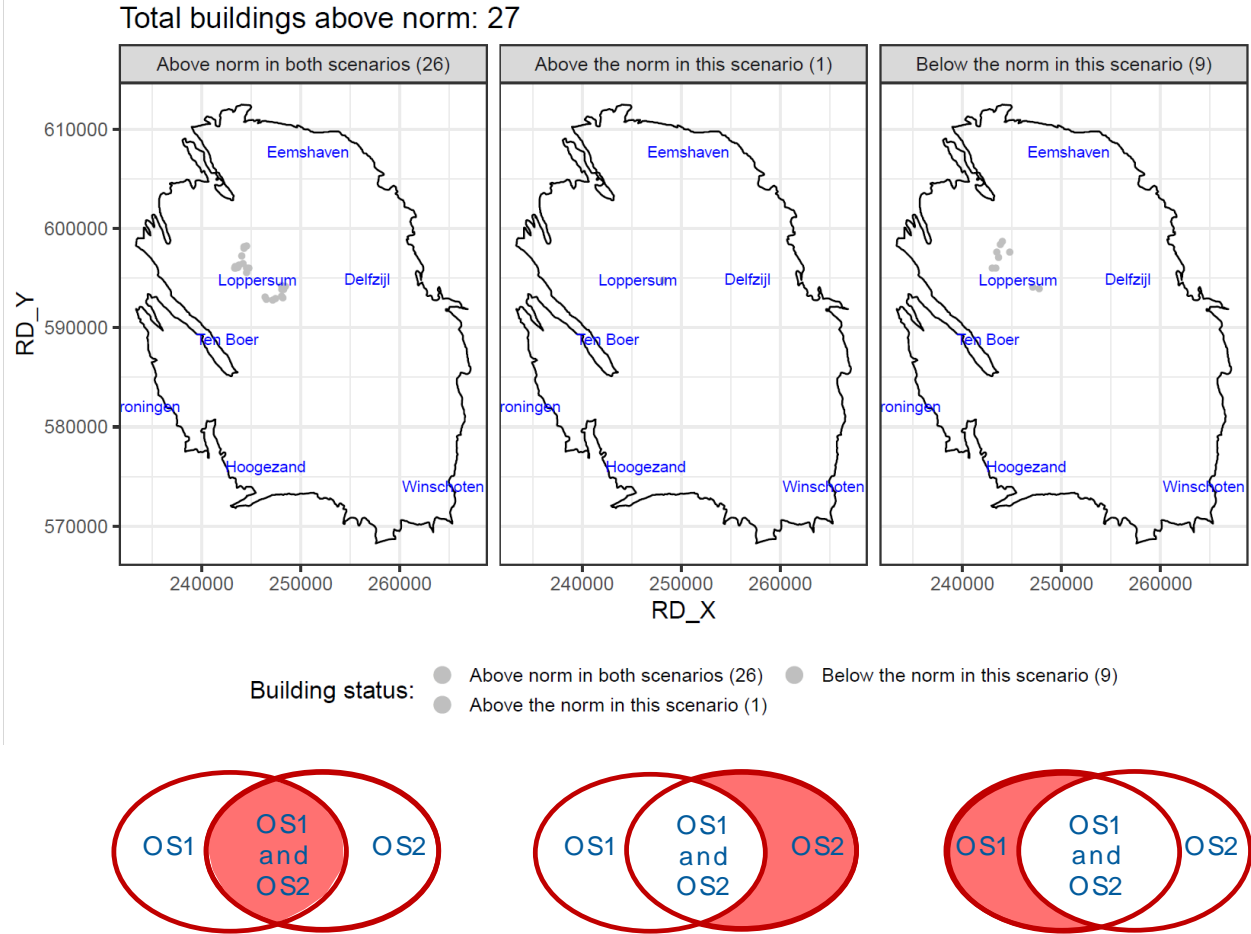 Total buildings above norm: 27
Above norm in both scenarios (26)
Above the norm in this scenario (1)
Below the norm in this scenario (9)
610000
600000
590000
580000
570000
RD_Y
Eemshaven
Loppersum
Delfzijl
Ten Boer
roningen
Hoogezand
Winschoten
Eemshaven
Loppersum
Delfzijl
Ten Boer
roningen
Hoogezand
Winschoten
Eemshaven
Loppersum
Delfzijl
Ten Boer
roningen
Hoogezand
Winschoten
240000 250000 260000
240000 250000 260000
240000 250000 260000
RD_X
Building status:
Above norm in both scenarios (26)
Below the norm in this scenario (9)
Above the norm in this scenario (1)
OS1
OS1
and
OS2
OS2
OS1
OS1
and
OS2
OS2
OS1
OS1
and
OS2
OS2